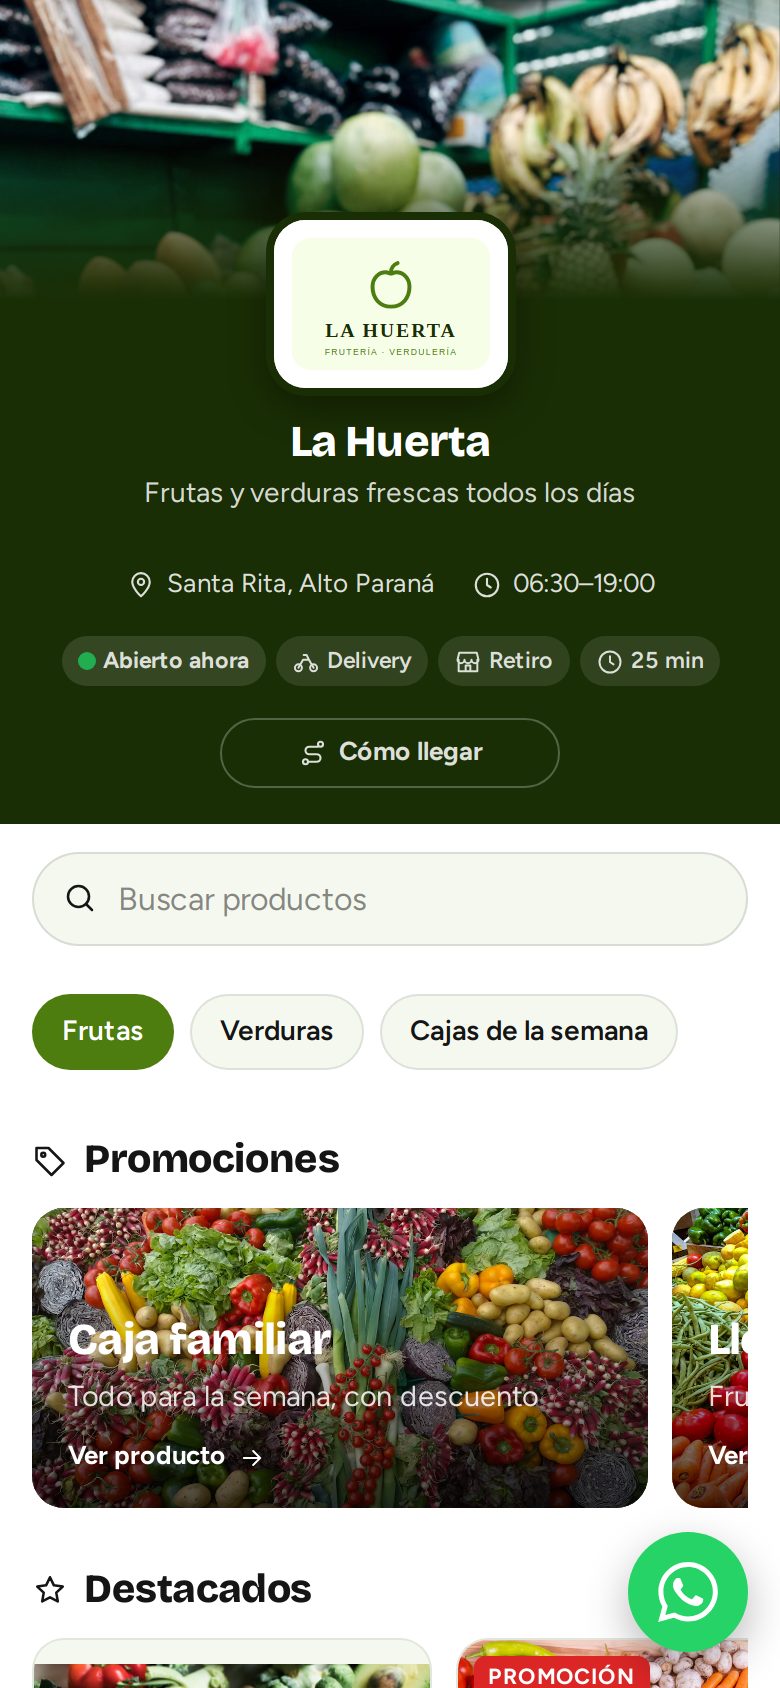 LA HUERTA
FRUTERÍA · VERDULERÍA
La Huerta
Frutas y verduras frescas todos los días
Santa Rita, Alto Paraná 06:30–19:00
Abierto ahora Delivery Retiro 25 min
Cómo llegar
Buscar productos
Frutas Verduras Cajas de la semana
Promociones
Caja familiar
Todo para la semana, con descuento
Ver producto →
Ver
Destacados
PROMOCIÓN